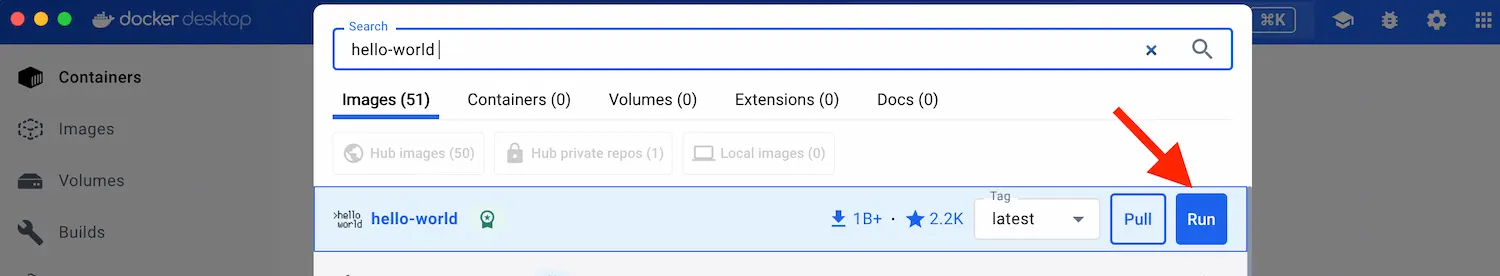 docker desktop
⌘K
Search
hello-world
Images (51)
Containers (0)
Volumes (0)
Extensions (0)
Docs (0)
Hub images (50)
Hub private repos (1)
Local images (0)
>hello
world
hello-world
1B+ · 2.2K
Tag
latest
Pull
Run
Containers
Images
Volumes
Builds